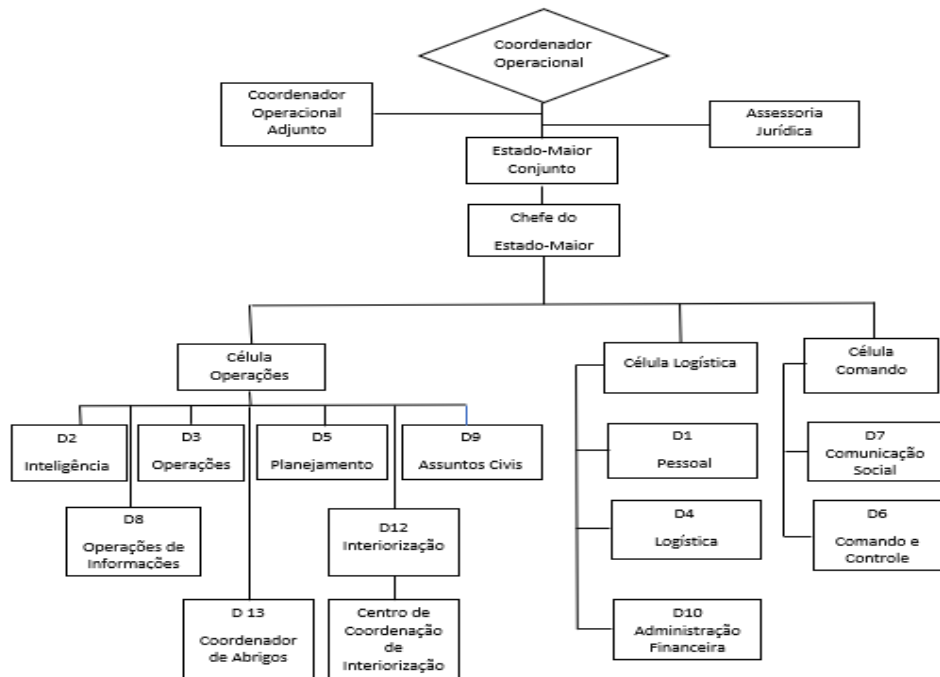 Coordenador
Operacional
Coordenador
Operacional
Adjunto
Assessoria
Jurídica
Estado-Maior
Conjunto
Chefe do
Estado-Maior
Célula
Operações
Célula Logística
Célula
Comando
D2
Inteligência
D3
Operações
D5
Planejamento
D9
Assuntos Civis
D1
Pessoal
D7
Comunicação
Social
D8
Operações de
Informações
D12
Interiorização
D4
Logística
D6
Comando e
Controle
D 13
Coordenador
de Abrigos
Centro de
Coordenação
de
Interiorização
D10
Administração
Financeira